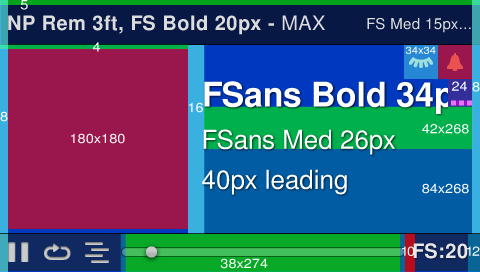 5
NP Rem 3ft, FS Bold 20px - MAX FS Med 15px...
4
34x34
8 16 FSans Bold 34p 24 8
180x180 FSans Med 26px 42x268
40px leading 84x268
38x274 10 FS:20 12